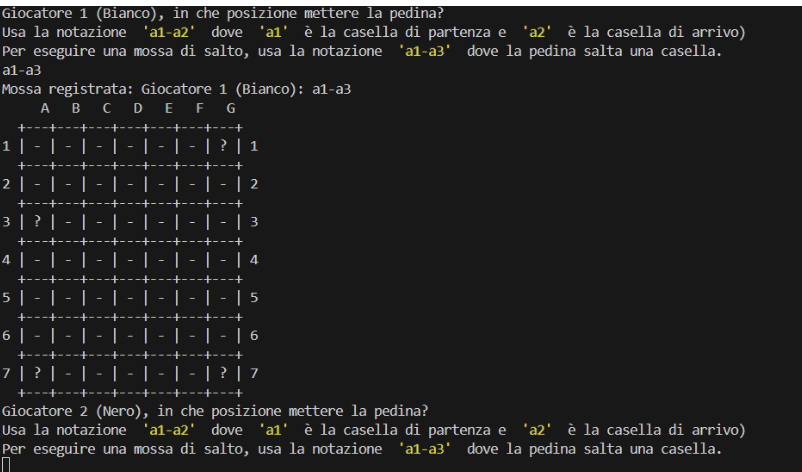 Giocatore 1 (Bianco), in che posizione mettere la pedina?
Usa la notazione  'a1-a2'  dove  'a1'  è la casella di partenza e  'a2'  è la casella di arrivo)
Per eseguire una mossa di salto, usa la notazione  'a1-a3'  dove la pedina salta una casella.
a1-a3
Mossa registrata: Giocatore 1 (Bianco): a1-a3
     A   B   C   D   E   F   G
  +---+---+---+---+---+---+---+
1 | - | - | - | - | - | - | ? | 1
  +---+---+---+---+---+---+---+
2 | - | - | - | - | - | - | - | 2
  +---+---+---+---+---+---+---+
3 | ? | - | - | - | - | - | - | 3
  +---+---+---+---+---+---+---+
4 | - | - | - | - | - | - | - | 4
  +---+---+---+---+---+---+---+
5 | - | - | - | - | - | - | - | 5
  +---+---+---+---+---+---+---+
6 | - | - | - | - | - | - | - | 6
  +---+---+---+---+---+---+---+
7 | ? | - | - | - | - | - | ? | 7
  +---+---+---+---+---+---+---+
Giocatore 2 (Nero), in che posizione mettere la pedina?
Usa la notazione  'a1-a2'  dove  'a1'  è la casella di partenza e  'a2'  è la casella di arrivo)
Per eseguire una mossa di salto, usa la notazione  'a1-a3'  dove la pedina salta una casella.